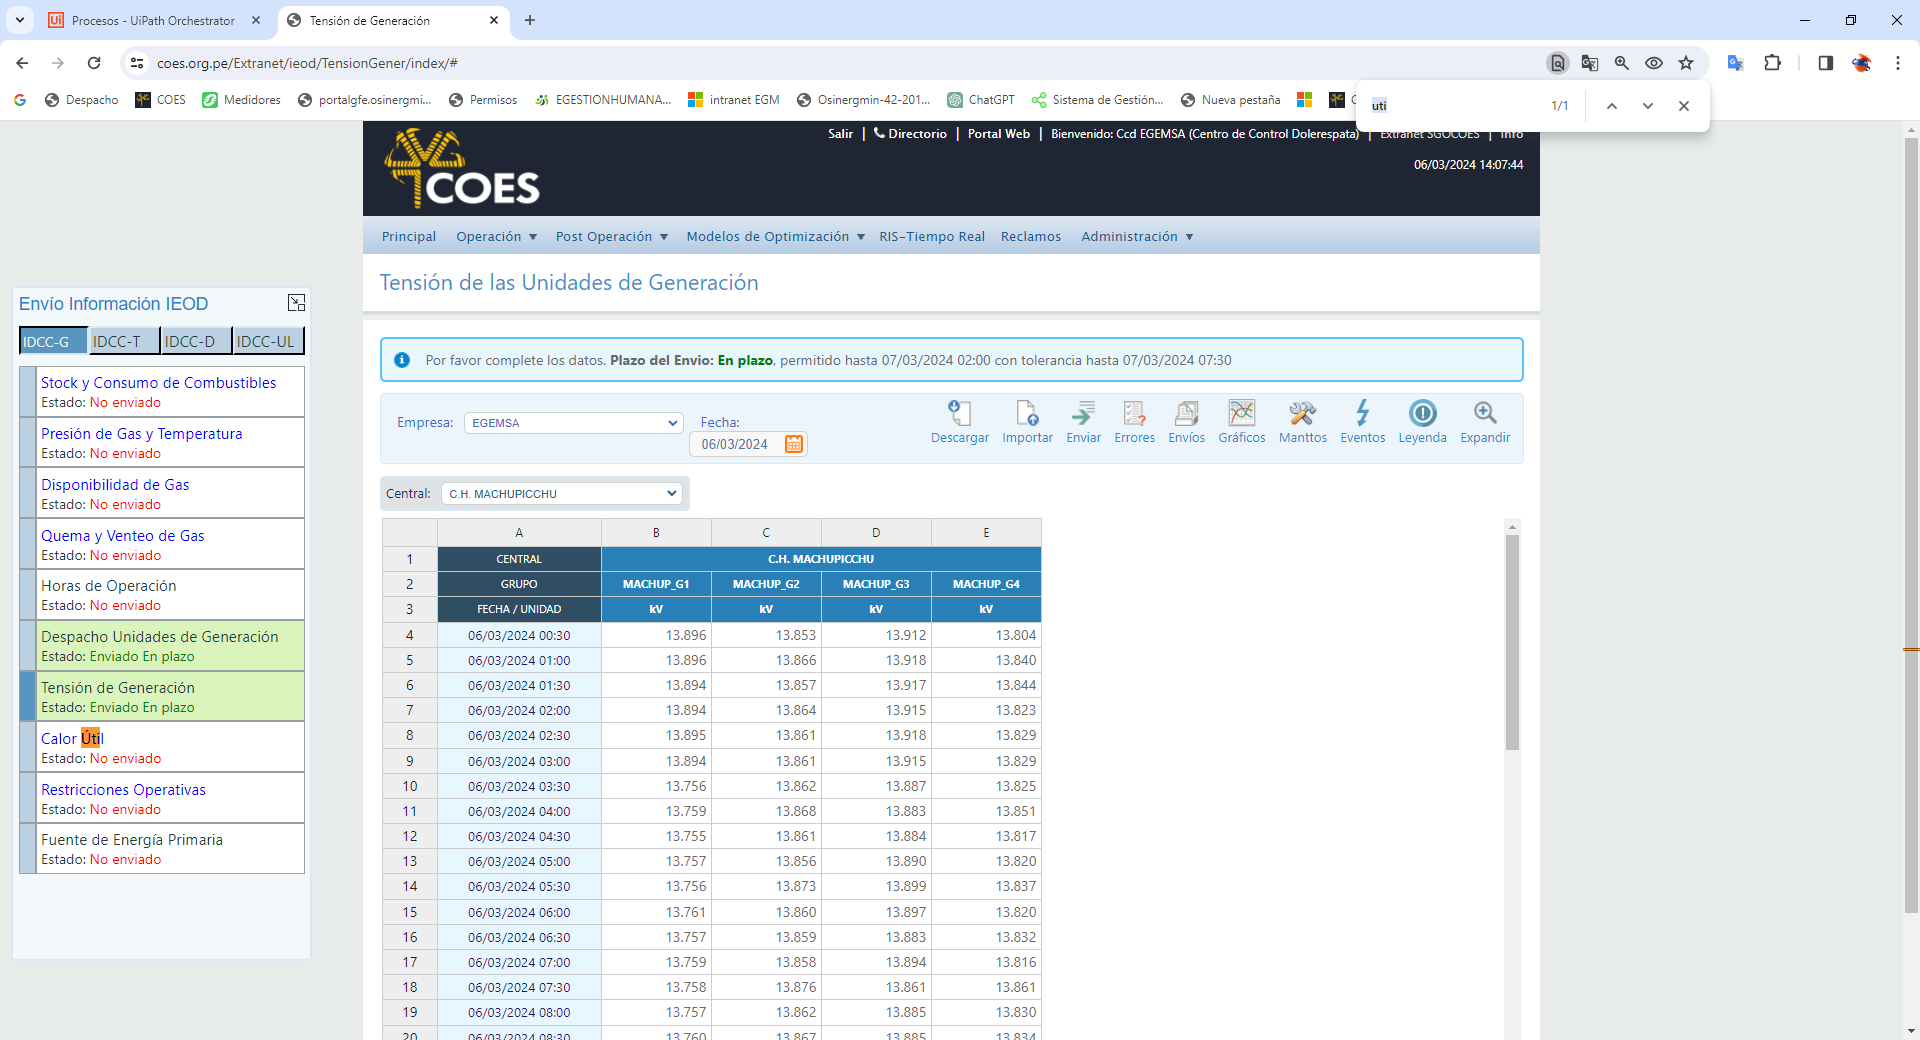 Procesos - UiPath Orchestrator
Tensión de Generación
coes.org.pe/Extranet/ieod/TensionGener/index/#
Despacho
COES
Medidores
portalgfe.osinergmi...
Permisos
EGESTIONHUMANA...
intranet EGM
Osinergmin-42-201...
ChatGPT
Sistema de Gestión...
Nueva pestaña
uti
1/1
Salir | Directorio | Portal Web | Bienvenido: Ccd EGEMSA (Centro de Control Dolerespata) | Extranet SGOCOES | Info
06/03/2024 14:07:44
COES
Principal Operación Post Operación Modelos de Optimización RIS-Tiempo Real Reclamos Administración
Tensión de las Unidades de Generación
Envío Información IEOD
IDCC-G IDCC-T IDCC-D IDCC-UL
Stock y Consumo de Combustibles
Estado: No enviado
Presión de Gas y Temperatura
Estado: No enviado
Disponibilidad de Gas
Estado: No enviado
Quema y Venteo de Gas
Estado: No enviado
Horas de Operación
Estado: No enviado
Despacho Unidades de Generación
Estado: Enviado En plazo
Tensión de Generación
Estado: Enviado En plazo
Calor Útil
Estado: No enviado
Restricciones Operativas
Estado: No enviado
Fuente de Energía Primaria
Estado: No enviado
Por favor complete los datos. Plazo del Envio: En plazo, permitido hasta 07/03/2024 02:00 con tolerancia hasta 07/03/2024 07:30
Empresa: EGEMSA
Fecha:
06/03/2024
Descargar Importar Enviar Errores Envíos Gráficos Manttos Eventos Leyenda Expandir
Central: C.H. MACHUPICCHU
A B C D E
1 CENTRAL C.H. MACHUPICCHU
2 GRUPO MACHUP_G1 MACHUP_G2 MACHUP_G3 MACHUP_G4
3 FECHA / UNIDAD kV kV kV kV
4 06/03/2024 00:30 13.896 13.853 13.912 13.804
5 06/03/2024 01:00 13.896 13.866 13.918 13.840
6 06/03/2024 01:30 13.894 13.857 13.917 13.844
7 06/03/2024 02:00 13.894 13.864 13.915 13.823
8 06/03/2024 02:30 13.895 13.861 13.918 13.829
9 06/03/2024 03:00 13.894 13.861 13.915 13.829
10 06/03/2024 03:30 13.756 13.862 13.887 13.825
11 06/03/2024 04:00 13.759 13.868 13.883 13.851
12 06/03/2024 04:30 13.755 13.861 13.884 13.817
13 06/03/2024 05:00 13.757 13.856 13.890 13.820
14 06/03/2024 05:30 13.756 13.873 13.899 13.837
15 06/03/2024 06:00 13.761 13.860 13.897 13.820
16 06/03/2024 06:30 13.757 13.859 13.883 13.832
17 06/03/2024 07:00 13.759 13.858 13.894 13.816
18 06/03/2024 07:30 13.758 13.876 13.861 13.861
19 06/03/2024 08:00 13.757 13.862 13.885 13.830
20 06/03/2024 08:30 13.760 13.867 13.885 13.834